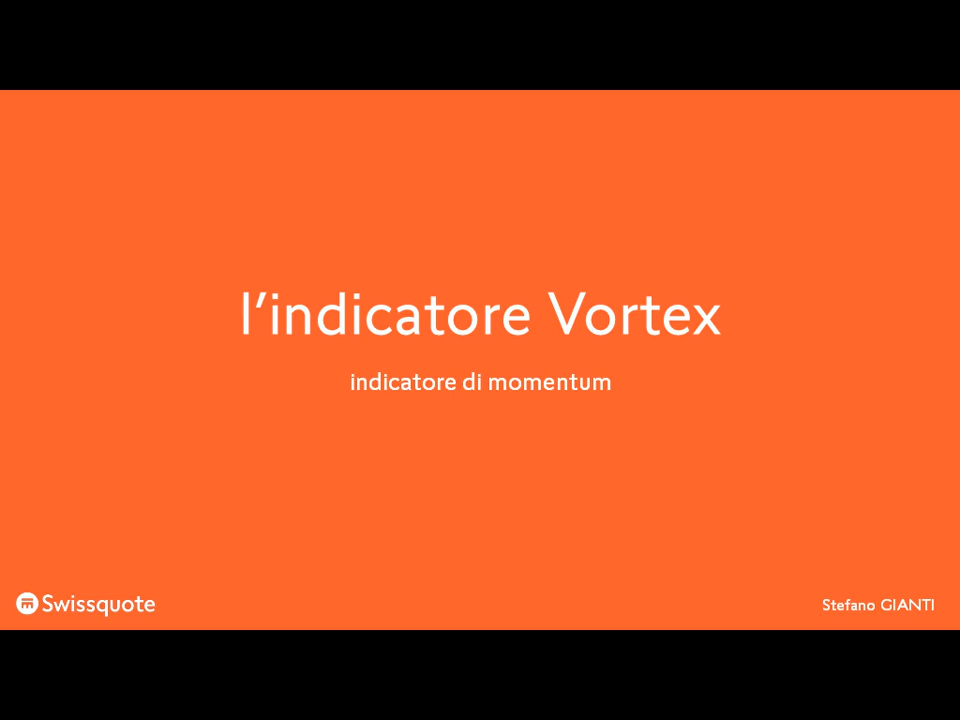 l’indicatore Vortex
indicatore di momentum
Swissquote
Stefano GIANTI